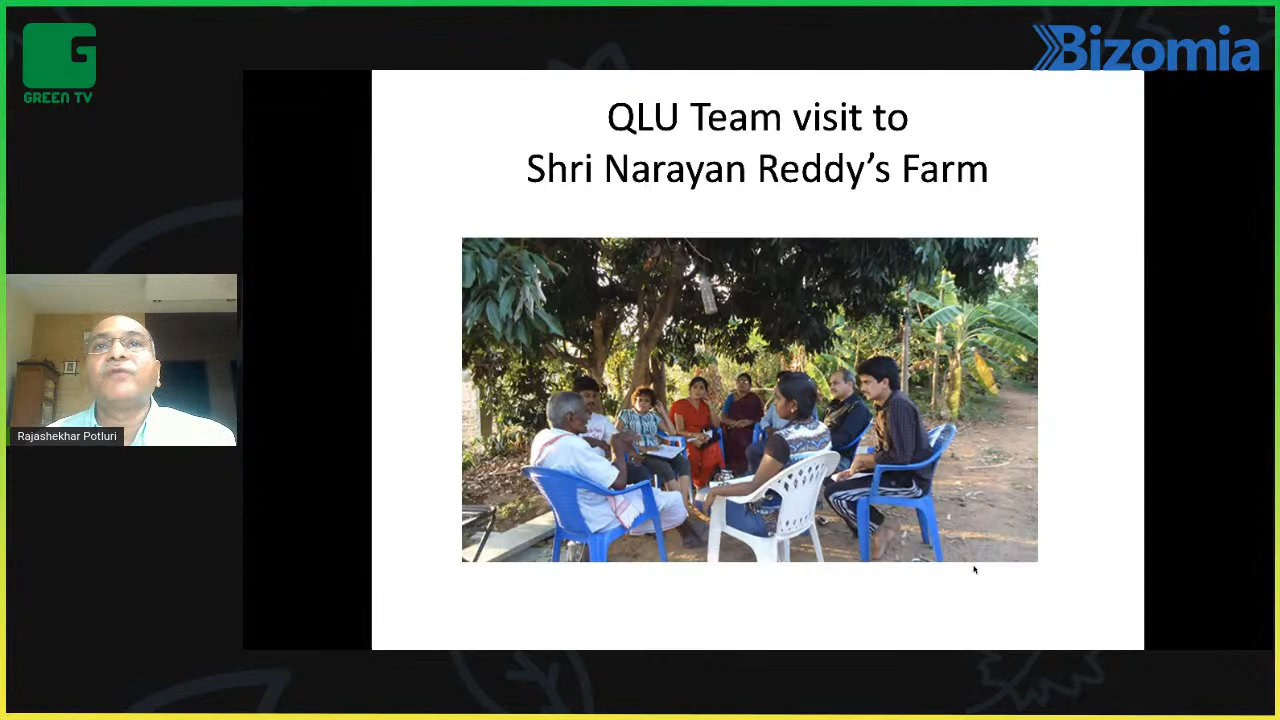 GREEN TV
Bizomia
QLU Team visit to
Shri Narayan Reddy’s Farm
Rajashekhar Potluri